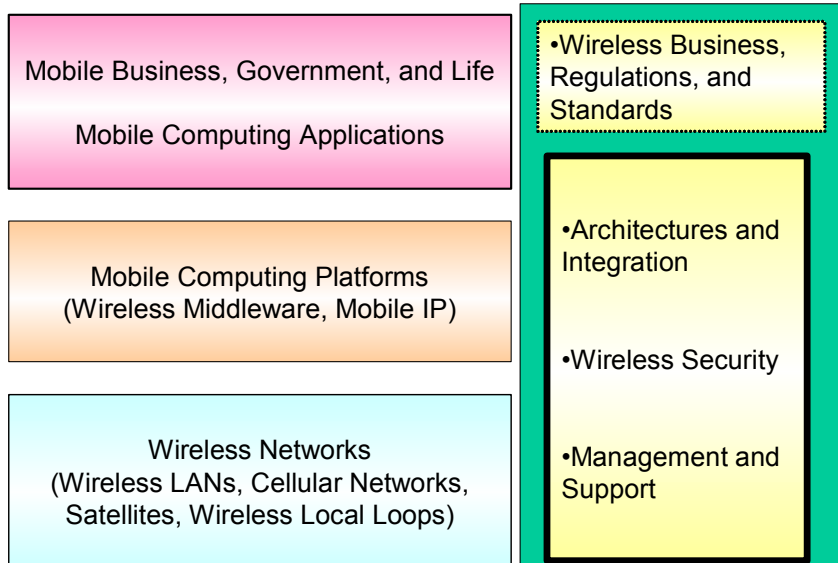 Mobile Business, Government, and Life
Mobile Computing Applications
Mobile Computing Platforms
(Wireless Middleware, Mobile IP)
Wireless Networks
(Wireless LANs, Cellular Networks,
Satellites, Wireless Local Loops)
•Wireless Business,
Regulations, and
Standards
•Architectures and
Integration
•Wireless Security
•Management and
Support